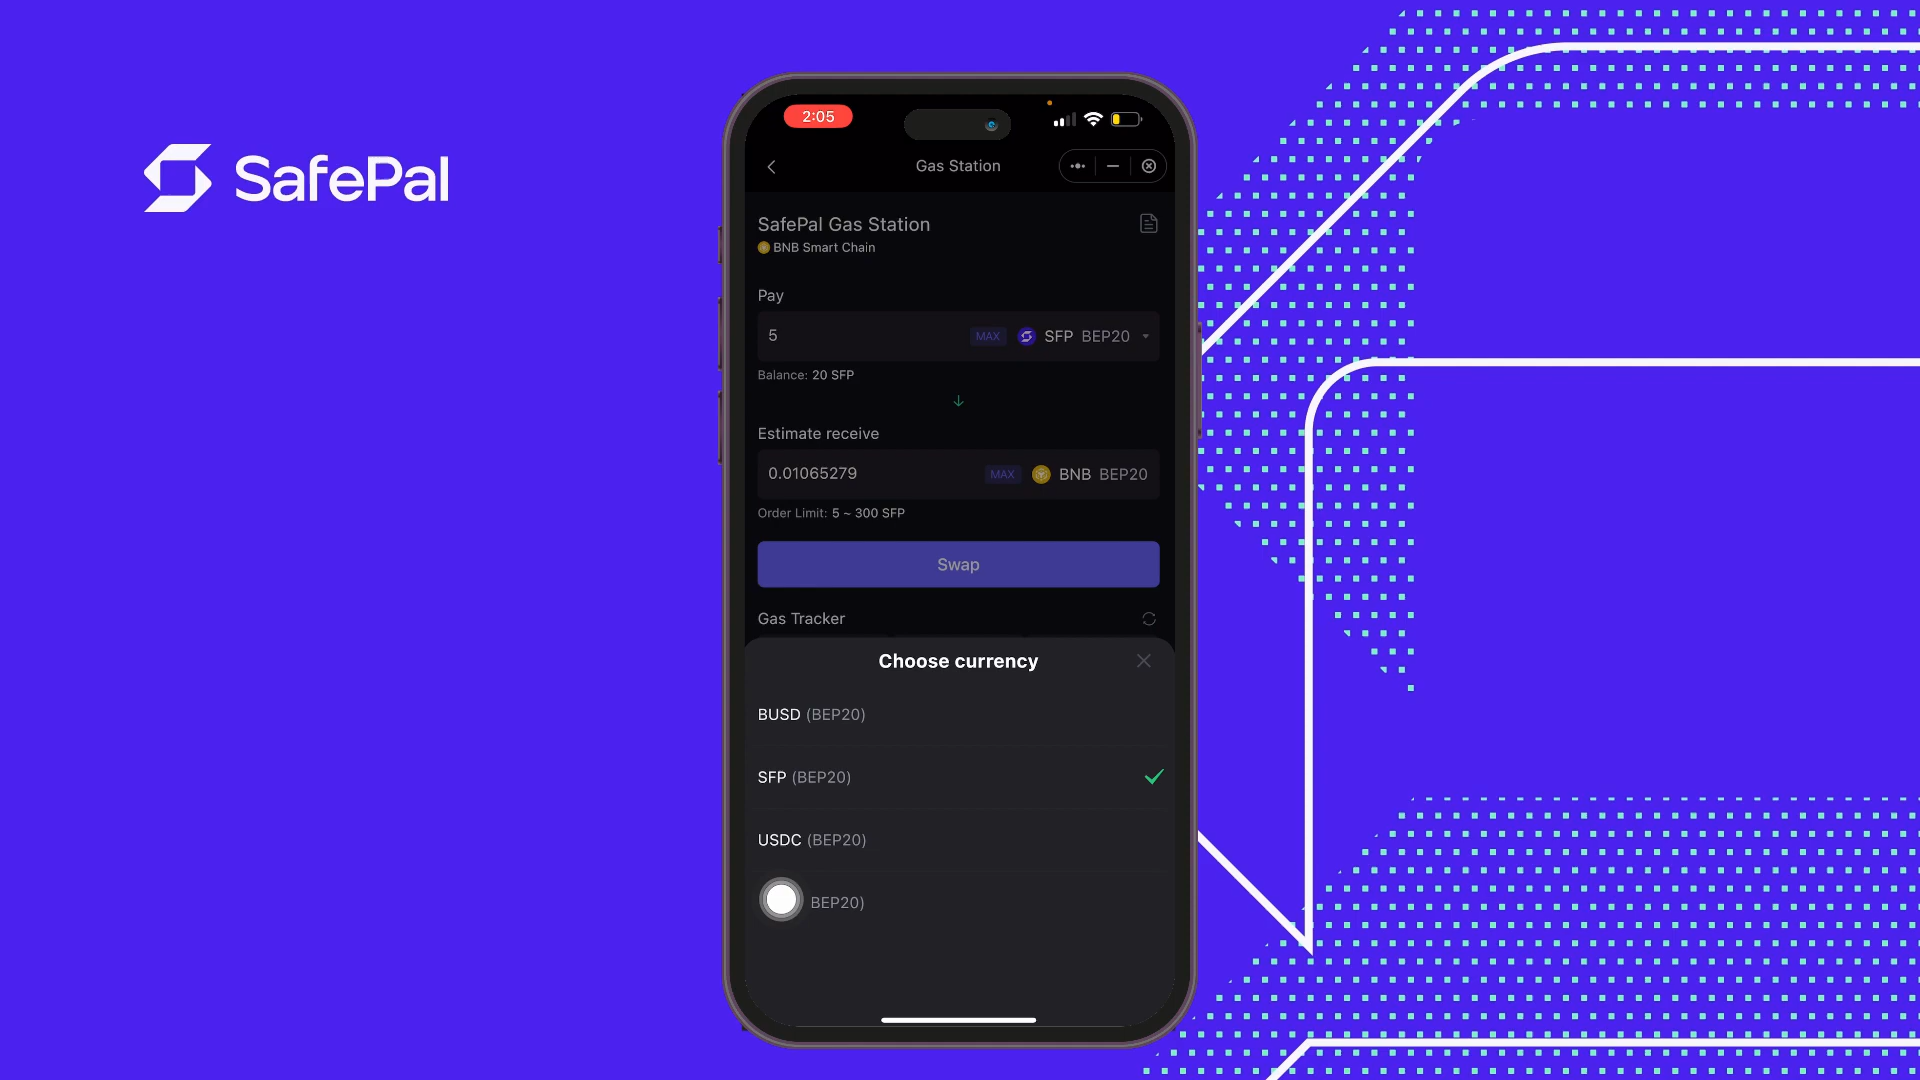 SafePal
2:05
Gas Station
SafePal Gas Station
BNB Smart Chain
Pay
5 MAX SFP BEP20
Balance: 20 SFP
Estimate receive
0.01065279 MAX BNB BEP20
Order Limit: 5 ~ 300 SFP
Swap
Gas Tracker
Choose currency
BUSD (BEP20)
SFP (BEP20)
USDC (BEP20)
BEP20)